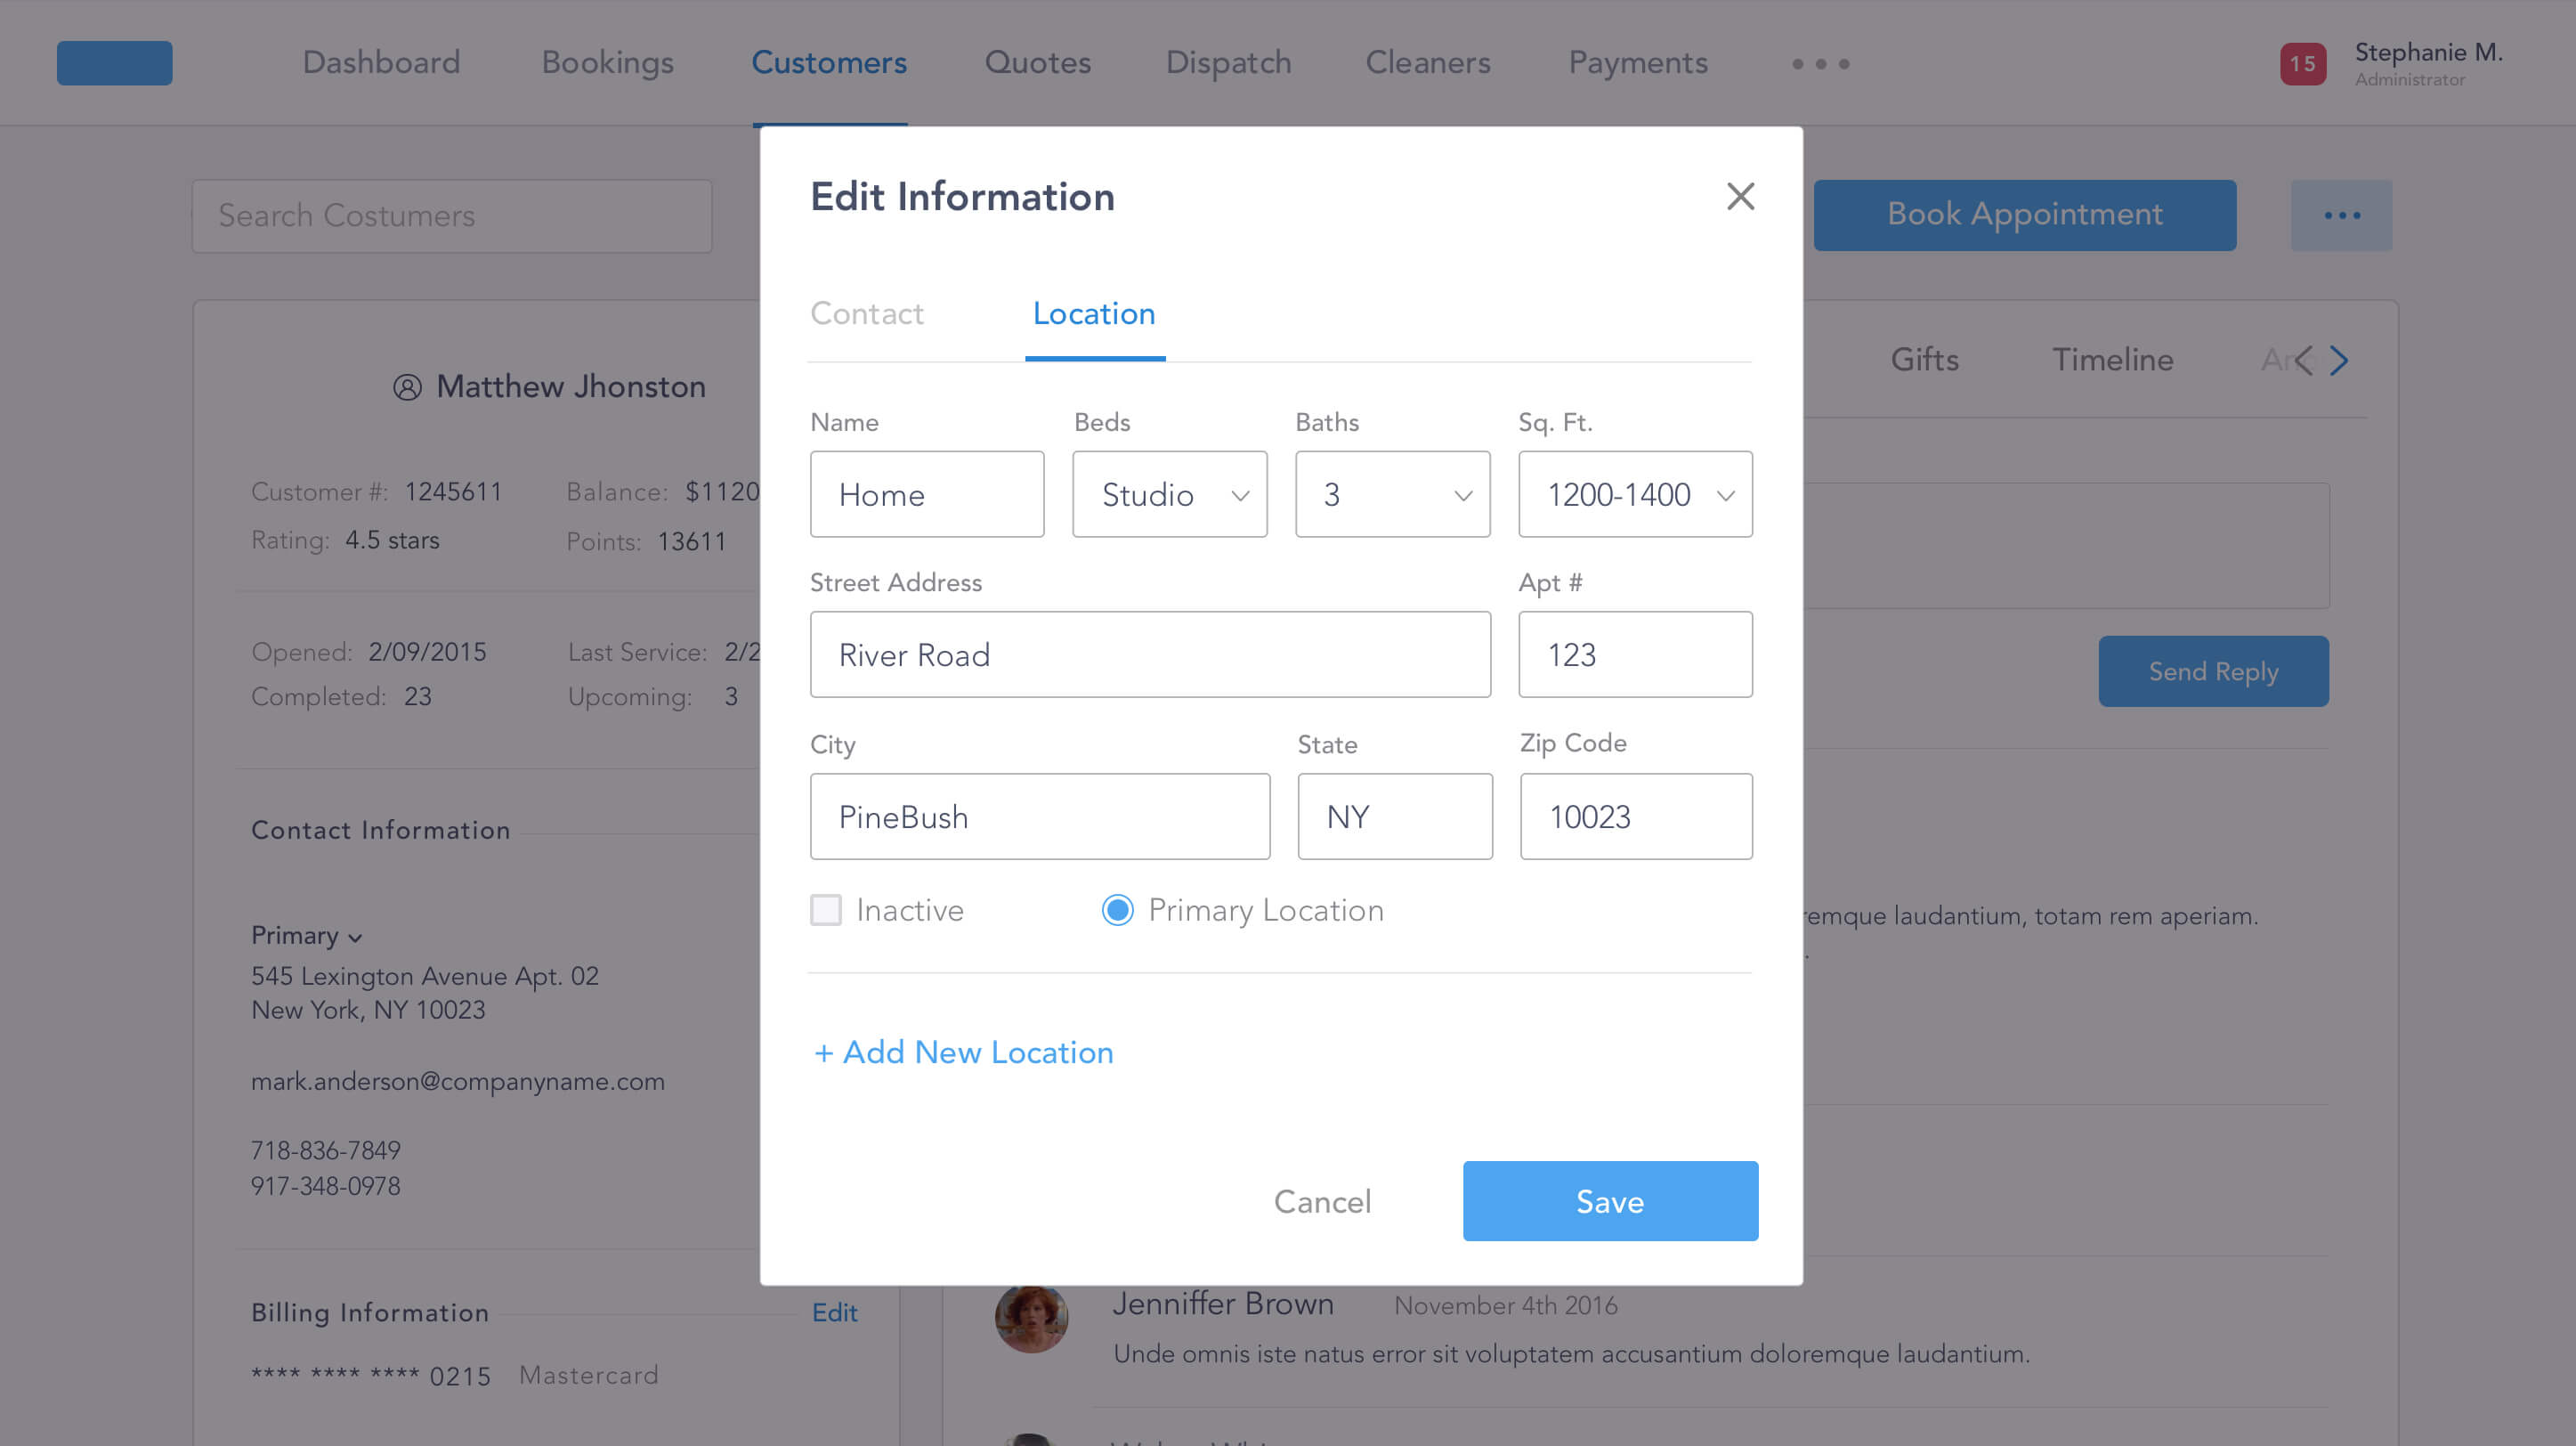 Dashboard Bookings Customers Quotes Dispatch Cleaners Payments
15
Stephanie M.
Administrator
Search Costumers
Book Appointment
Matthew Jhonston
Customer #: 1245611 Balance: $1120
Rating: 4.5 stars Points: 13611
Opened: 2/09/2015 Last Service: 2/2
Completed: 23 Upcoming: 3
Contact Information
Primary
545 Lexington Avenue Apt. 02
New York, NY 10023
mark.anderson@companyname.com
718-836-7849
917-348-0978
Billing Information Edit
**** **** **** 0215 Mastercard
Edit Information
Contact Location
Name Beds Baths Sq. Ft.
Home Studio 3 1200-1400
Street Address Apt #
River Road 123
City State Zip Code
PineBush NY 10023
Inactive Primary Location
+ Add New Location
Cancel Save
Gifts Timeline
Send Reply
laudantium, totam rem aperiam.
Jenniffer Brown November 4th 2016
Unde omnis iste natus error sit voluptatem accusantium doloremque laudantium.